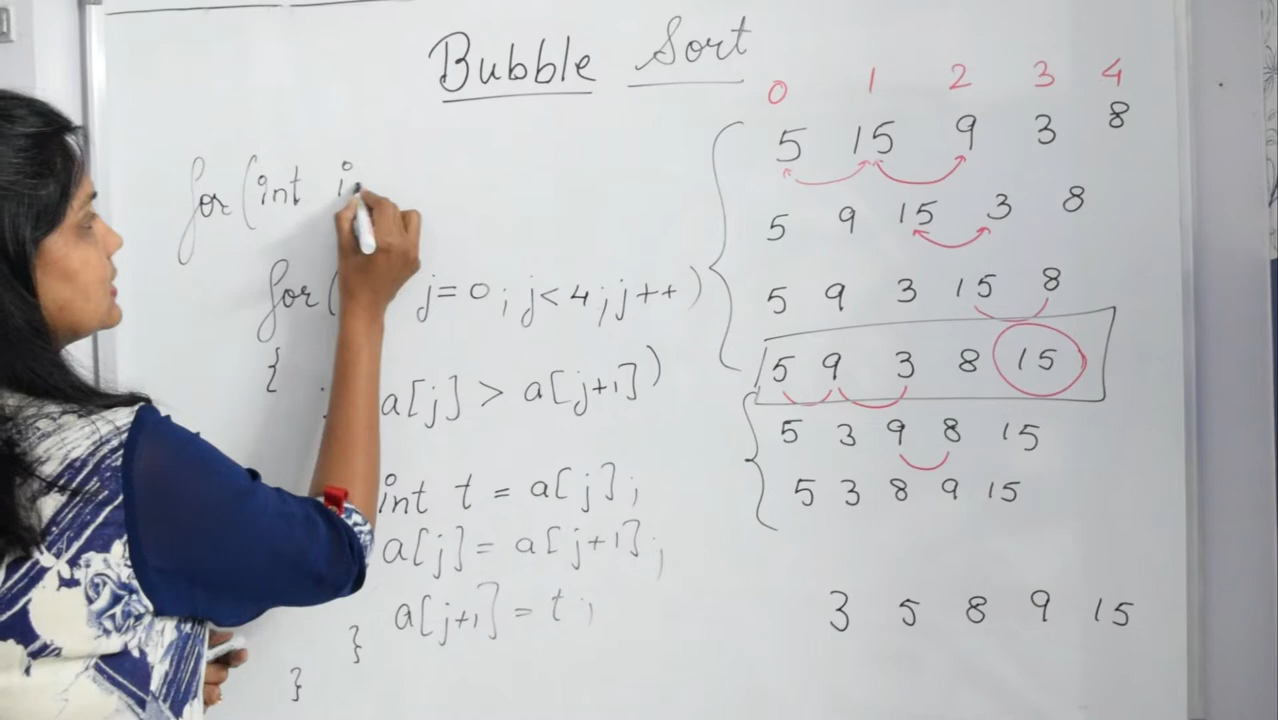 Bubble Sort
for(int i
for( j=0; j<4; j++)
{
a[j] > a[j+1])
int t = a[j];
a[j] = a[j+1];
a[j+1] = t;
}
}
0 1 2 3 4
5 15 9 3 8
5 9 15 3 8
5 9 3 15 8
5 9 3 8 15
5 3 9 8 15
5 3 8 9 15
3 5 8 9 15